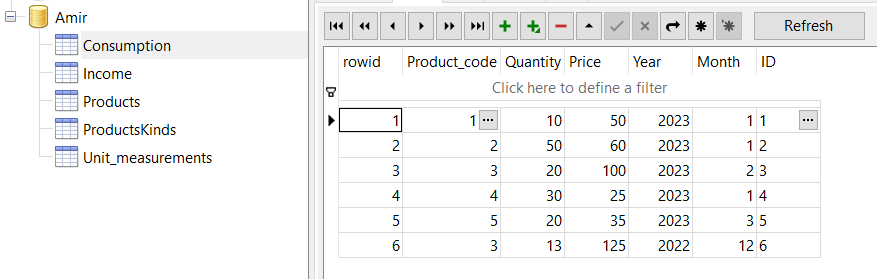 Amir
Consumption
Income
Products
ProductsKinds
Unit_measurements
Refresh
rowid Product_code Quantity Price Year Month ID
Click here to define a filter
1 1 ... 10 50 2023 1 1 ...
2 2 50 60 2023 1 2
3 3 20 100 2023 2 3
4 4 30 25 2023 1 4
5 5 20 35 2023 3 5
6 3 13 125 2022 12 6